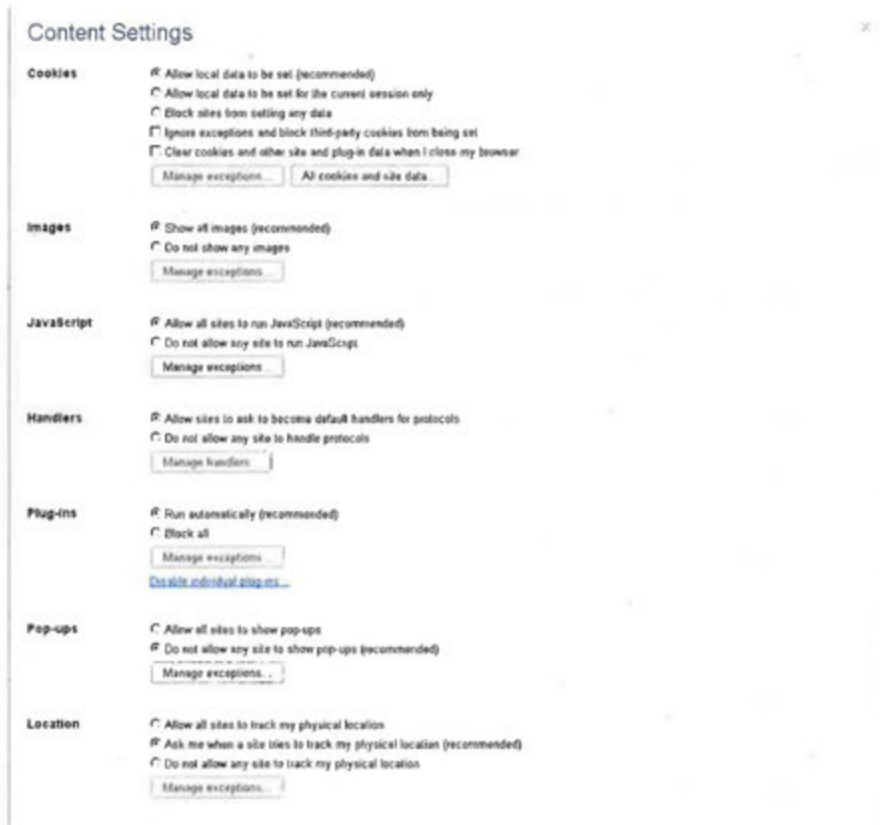 Content Settings
Cookies
Allow local data to be set (recommended)
Allow local data to be set for the current session only
Block sites from setting any data
Ignore exceptions and block third-party cookies from being set
Clear cookies and other site and plug-in data when I close my browser
Manage exceptions... All cookies and site data...
Images
Show all images (recommended)
Do not show any images
Manage exceptions...
JavaScript
Allow all sites to run JavaScript (recommended)
Do not allow any site to run JavaScript
Manage exceptions...
Handlers
Allow sites to ask to become default handlers for protocols
Do not allow any site to handle protocols
Manage handlers...
Plug-ins
Run automatically (recommended)
Block all
Manage exceptions...
Disable individual plug-ins...
Pop-ups
Allow all sites to show pop-ups
Do not allow any site to show pop-ups (recommended)
Manage exceptions...
Location
Allow all sites to track my physical location
Ask me when a site tries to track my physical location (recommended)
Do not allow any site to track my physical location
Manage exceptions...